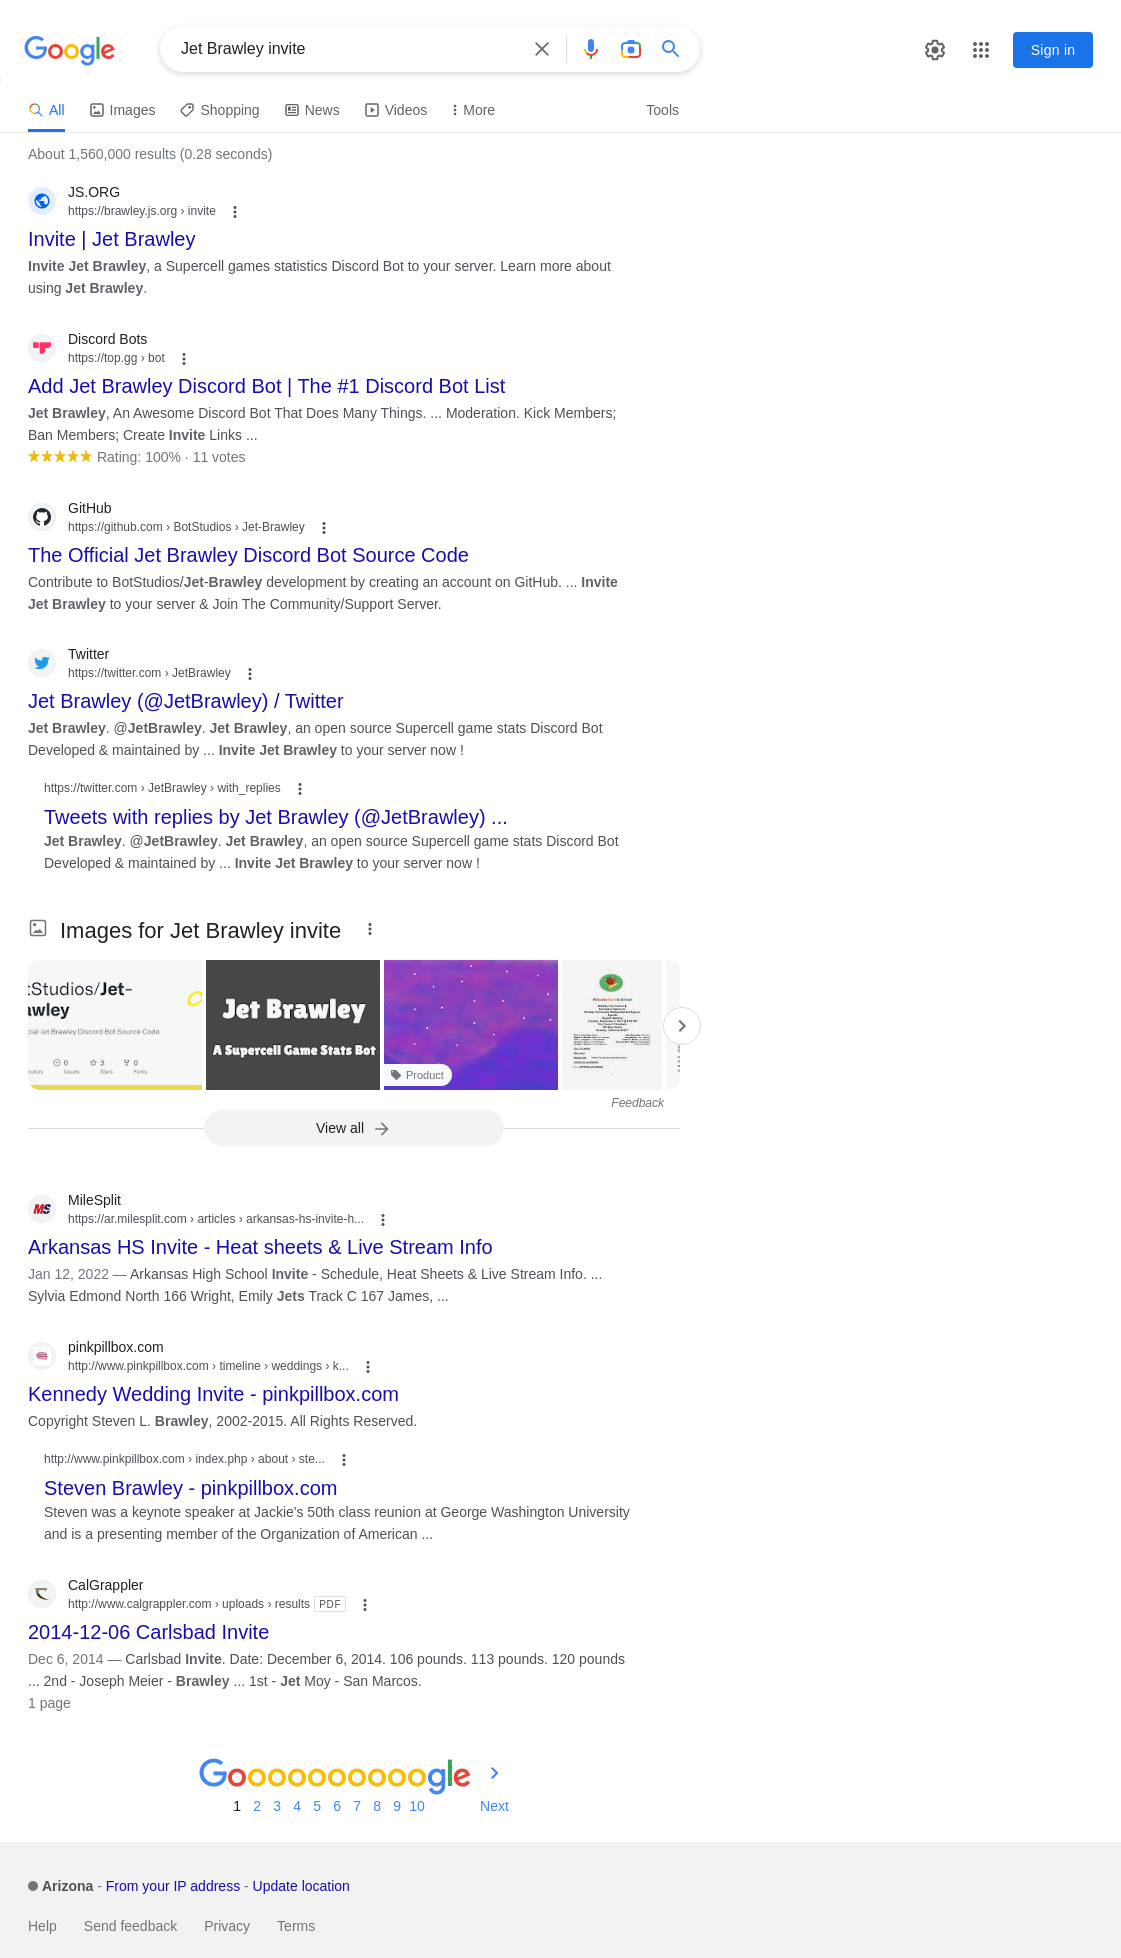 Google
Jet Brawley invite
Sign in
All
Images
Shopping
News
Videos
More
Tools
About 1,560,000 results (0.28 seconds)
JS.ORG
https://brawley.js.org › invite
Invite | Jet Brawley
Invite Jet Brawley, a Supercell games statistics Discord Bot to your server. Learn more about
using Jet Brawley.
Discord Bots
https://top.gg › bot
Add Jet Brawley Discord Bot | The #1 Discord Bot List
Jet Brawley, An Awesome Discord Bot That Does Many Things. ... Moderation. Kick Members;
Ban Members; Create Invite Links ...
Rating: 100% · 11 votes
GitHub
https://github.com › BotStudios › Jet-Brawley
The Official Jet Brawley Discord Bot Source Code
Contribute to BotStudios/Jet-Brawley development by creating an account on GitHub. ... Invite
Jet Brawley to your server & Join The Community/Support Server.
Twitter
https://twitter.com › JetBrawley
Jet Brawley (@JetBrawley) / Twitter
Jet Brawley. @JetBrawley. Jet Brawley, an open source Supercell game stats Discord Bot
Developed & maintained by ... Invite Jet Brawley to your server now !
https://twitter.com › JetBrawley › with_replies
Tweets with replies by Jet Brawley (@JetBrawley) ...
Jet Brawley. @JetBrawley. Jet Brawley, an open source Supercell game stats Discord Bot
Developed & maintained by ... Invite Jet Brawley to your server now !
Images for Jet Brawley invite
tStudios/Jet-
awley
cial Jet Brawley Discord Bot Source Code
0
3
0
Issues
Stars
Forks
Jet Brawley
A Supercell Game Stats Bot
Product
Welcome Back to School!
Feedback
View all
MS
MileSplit
https://ar.milesplit.com › articles › arkansas-hs-invite-h...
Arkansas HS Invite - Heat sheets & Live Stream Info
Jan 12, 2022 — Arkansas High School Invite - Schedule, Heat Sheets & Live Stream Info. ...
Sylvia Edmond North 166 Wright, Emily Jets Track C 167 James, ...
pinkpillbox.com
http://www.pinkpillbox.com › timeline › weddings › k...
Kennedy Wedding Invite - pinkpillbox.com
Copyright Steven L. Brawley, 2002-2015. All Rights Reserved.
http://www.pinkpillbox.com › index.php › about › ste...
Steven Brawley - pinkpillbox.com
Steven was a keynote speaker at Jackie's 50th class reunion at George Washington University
and is a presenting member of the Organization of American ...
CalGrappler
http://www.calgrappler.com › uploads › results PDF
2014-12-06 Carlsbad Invite
Dec 6, 2014 — Carlsbad Invite. Date: December 6, 2014. 106 pounds. 113 pounds. 120 pounds
... 2nd - Joseph Meier - Brawley ... 1st - Jet Moy - San Marcos.
1 page
Goooooooooogle
1 2 3 4 5 6 7 8 9 10 Next
Arizona - From your IP address - Update location
Help Send feedback Privacy Terms